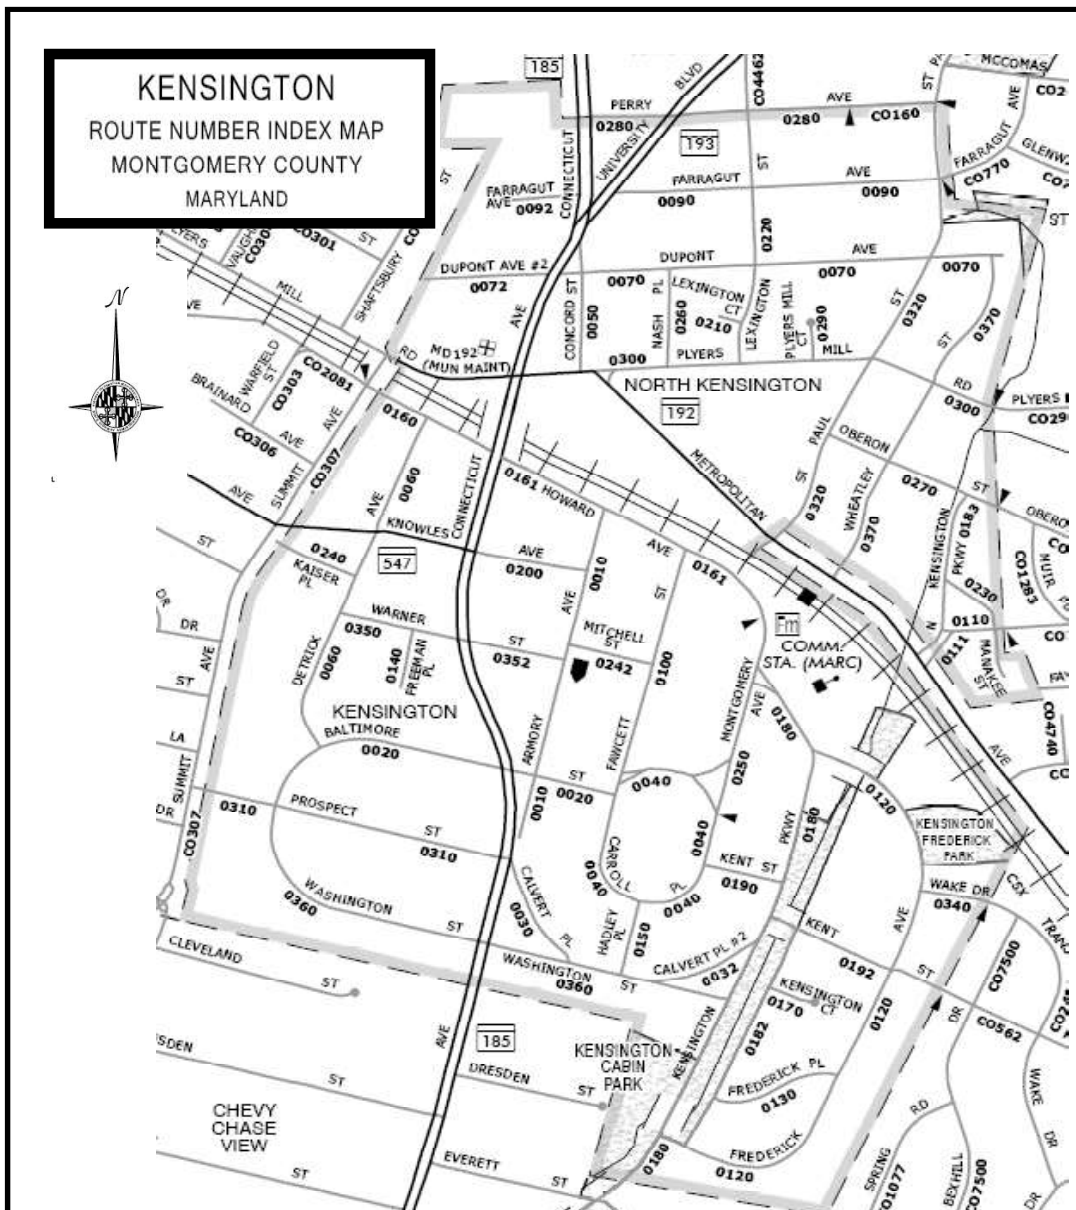 KENSINGTON
ROUTE NUMBER INDEX MAP
MONTGOMERY COUNTY
MARYLAND
185
BLVD
CO4462
MCCOMAS
PERRY
AVE
0280
0280
CO160
ST
AVE
UNIVERSITY
193
CONNECTICUT
ST
FARRAGUT
CO770
FARRAGUT
AVE
0092
FARRAGUT
AVE
0090
0090
ST
VAUGHN
CO301
ST
SHAFTSBURY
0220
DUPONT AVE #2
0072
DUPONT
AVE
0070
0070
0070
MILL
AVE
CONCORD ST
0050
NASH PL
0260
LEXINGTON
CT
0210
LEXINGTON
PLYERS MILL
CT
0290
ST
0320
ST
0370
RD
MD192
(MUN MAINT)
0300
PLYERS
MILL
WARFIELD
ST
CO303
CO2081
BRAINARD
AVE
CO306
NORTH KENSINGTON
192
RD
0300
PLYERS
0160
AVE
SUMMIT
CO307
AVE
0060
CONNECTICUT
0161
HOWARD
METROPOLITAN
PAUL
ST
0320
OBERON
0270
ST
WHEATLEY
0370
AVE
KNOWLES
547
AVE
0200
AVE
0161
KENSINGTON
PKWY
0183
CO1283
MUIR
ST
0240
KAISER
PL
0010
AVE
ST
0230
WARNER
0350
ST
0352
MITCHELL
ST
0242
0100
Fm
COMM.
STA. (MARC)
N
0110
0111
MANAKEE
ST
DR
AVE
DETRICK
0060
0140
FREEMAN
PL
ST
KENSINGTON
BALTIMORE
0020
ARMORY
FAWCETT
MONTGOMERY
AVE
0180
0250
CO4740
AVE
LA
SUMMIT
ST
0020
0040
0120
0310
PROSPECT
ST
0310
0010
0040
PKWY
0180
KENSINGTON
FREDERICK
PARK
DR
CO307
CARROLL
PL
0040
0040
KENT ST
0190
CSX
WASHINGTON
0360
ST
CALVERT
PL
0030
HADLEY
PL
0150
WAKE DR
0340
AVE
KENT
0192
ST
CLEVELAND
ST
WASHINGTON
0360
ST
CALVERT PL #2
0032
CO7500
DR
KENSINGTON
CT
0170
0182
0120
CO562
AVE
185
KENSINGTON
KENSINGTON
CABIN
PARK
ST
DRESDEN
ST
FREDERICK PL
0130
WAKE
DR
CHEVY
CHASE
VIEW
RD
FREDERICK
0120
0180
EVERETT
ST
ST
SPRING
BEXHILL
CO7500
DR